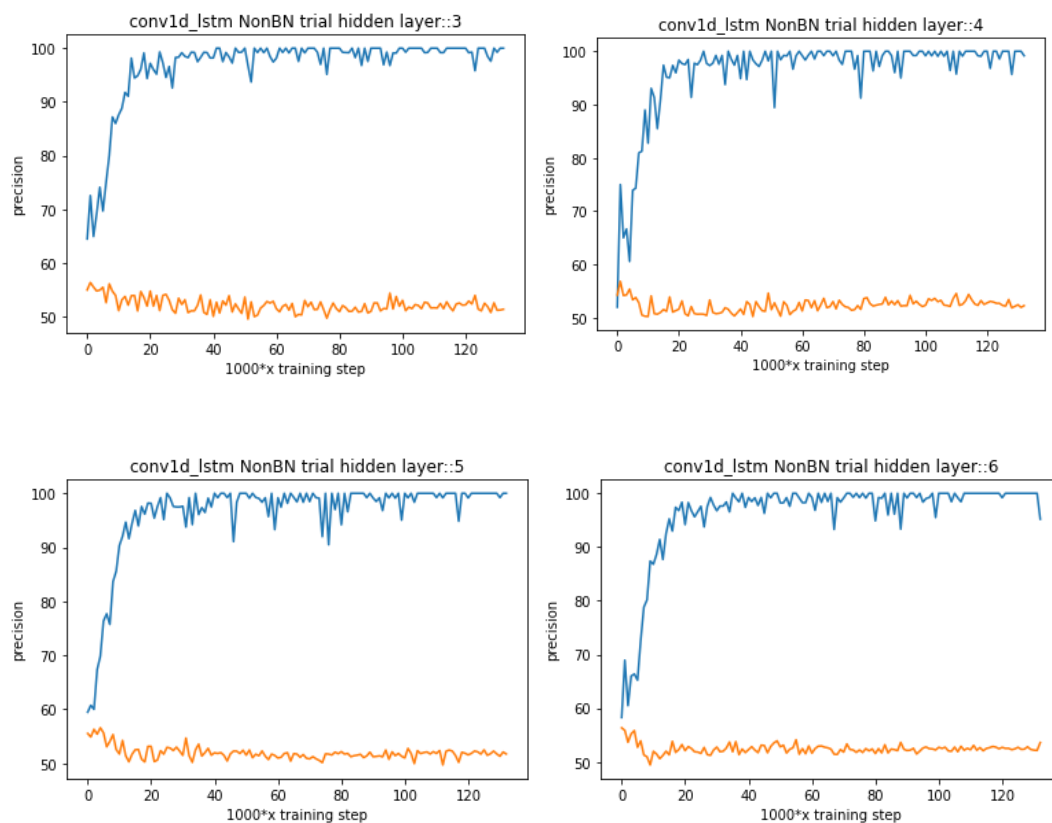 conv1d_lstm NonBN trial hidden layer::3
100
90
80
70
60
50
precision
0 20 40 60 80 100 120
1000*x training step
conv1d_lstm NonBN trial hidden layer::4
100
90
80
70
60
50
precision
0 20 40 60 80 100 120
1000*x training step
conv1d_lstm NonBN trial hidden layer::5
100
90
80
70
60
50
precision
0 20 40 60 80 100 120
1000*x training step
conv1d_lstm NonBN trial hidden layer::6
100
90
80
70
60
50
precision
0 20 40 60 80 100 120
1000*x training step